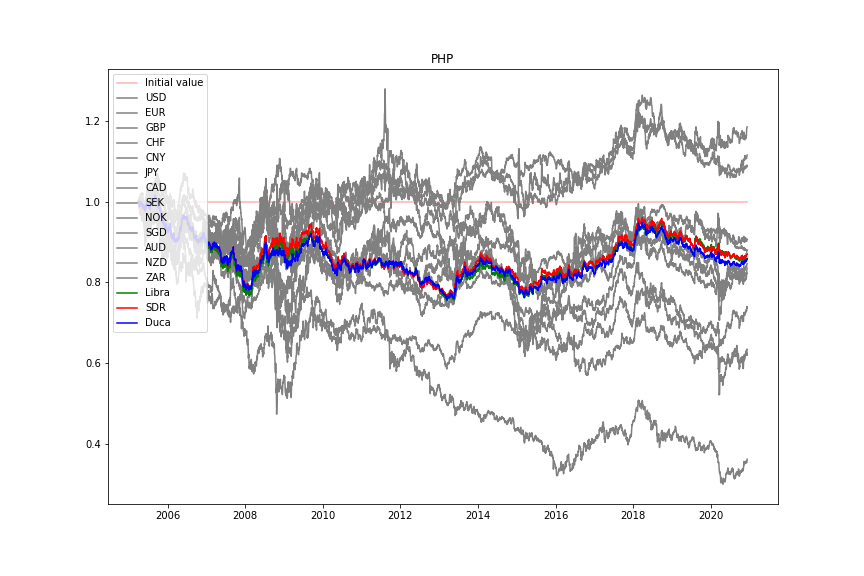 PHP
Initial value
USD
EUR
GBP
CHF
CNY
JPY
CAD
SEK
NOK
SGD
AUD
NZD
ZAR
Libra
SDR
Duca
1.2
1.0
0.8
0.6
0.4
2006 2008 2010 2012 2014 2016 2018 2020